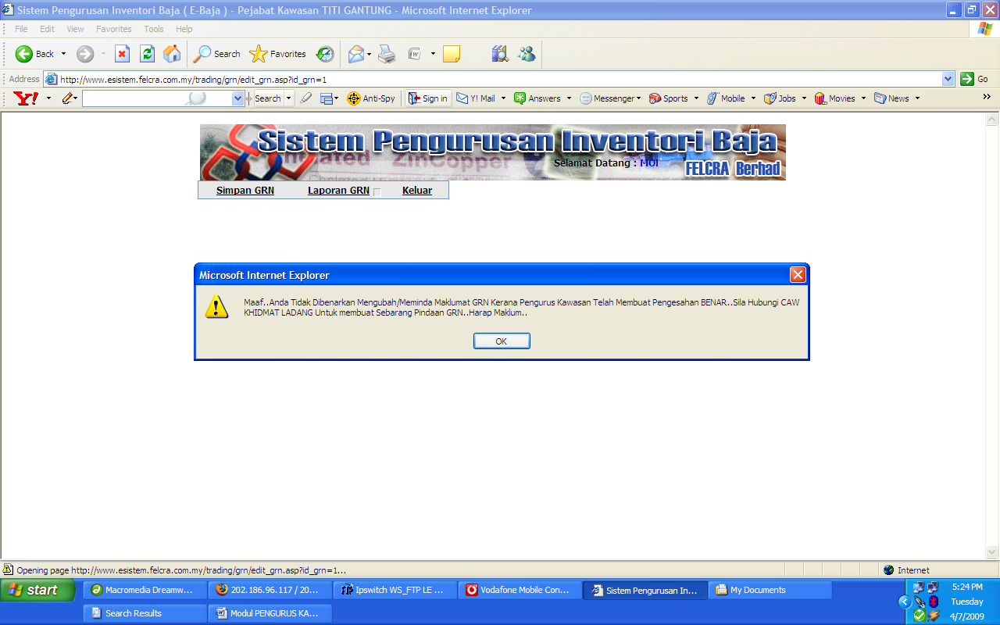 Sistem Pengurusan Inventori Baja ( E-Baja ) - Pejabat Kawasan TITI GANTUNG - Microsoft Internet Explorer
File Edit View Favorites Tools Help
Back Search Favorites
Address http://www.esistem.felcra.com.my/trading/grn/edit_grn.asp?id_grn=1 Go
Y! Search Anti-Spy Sign in Y! Mail Answers Messenger Sports Mobile Jobs Movies News
Sistem Pengurusan Inventori Baja
Selamat Datang : MOI
FELCRA Berhad
Simpan GRN Laporan GRN Keluar
Microsoft Internet Explorer
Maaf..Anda Tidak Dibenarkan Mengubah/Meminda Maklumat GRN Kerana Pengurus Kawasan Telah Membuat Pengesahan BENAR..Sila Hubungi CAW
KHIDMAT LADANG Untuk membuat Sebarang Pindaan GRN..Harap Maklum..
OK
Opening page http://www.esistem.felcra.com.my/trading/grn/edit_grn.asp?id_grn=1... Internet
start Macromedia Dreamw... 202.186.96.117 / 20... Ipswitch WS_FTP LE ... Vodafone Mobile Con... Sistem Pengurusan In... My Documents 5:24 PM
Tuesday
Search Results Modul PENGURUS KA... 4/7/2009